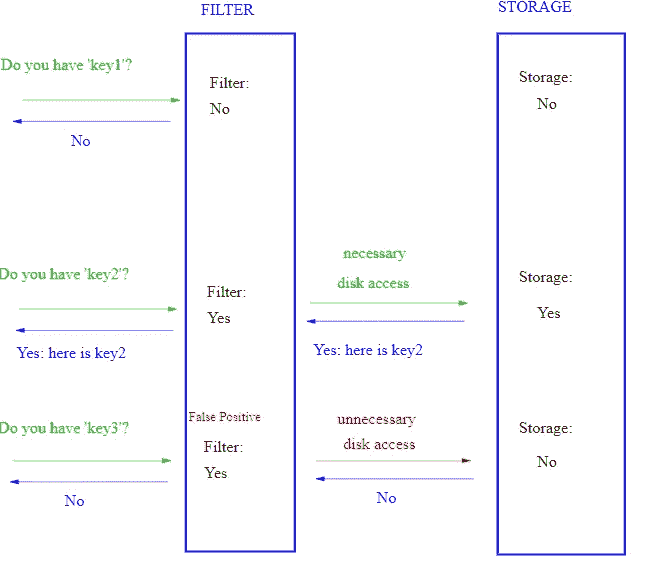 FILTER
STORAGE
Do you have 'key1'?
Filter:
No
No
Storage:
No
Do you have 'key2'?
Filter:
Yes
Yes: here is key2
necessary
disk access
Yes: here is key2
Storage:
Yes
Do you have 'key3'?
False Positive
Filter:
Yes
No
unnecessary
disk access
No
Storage:
No